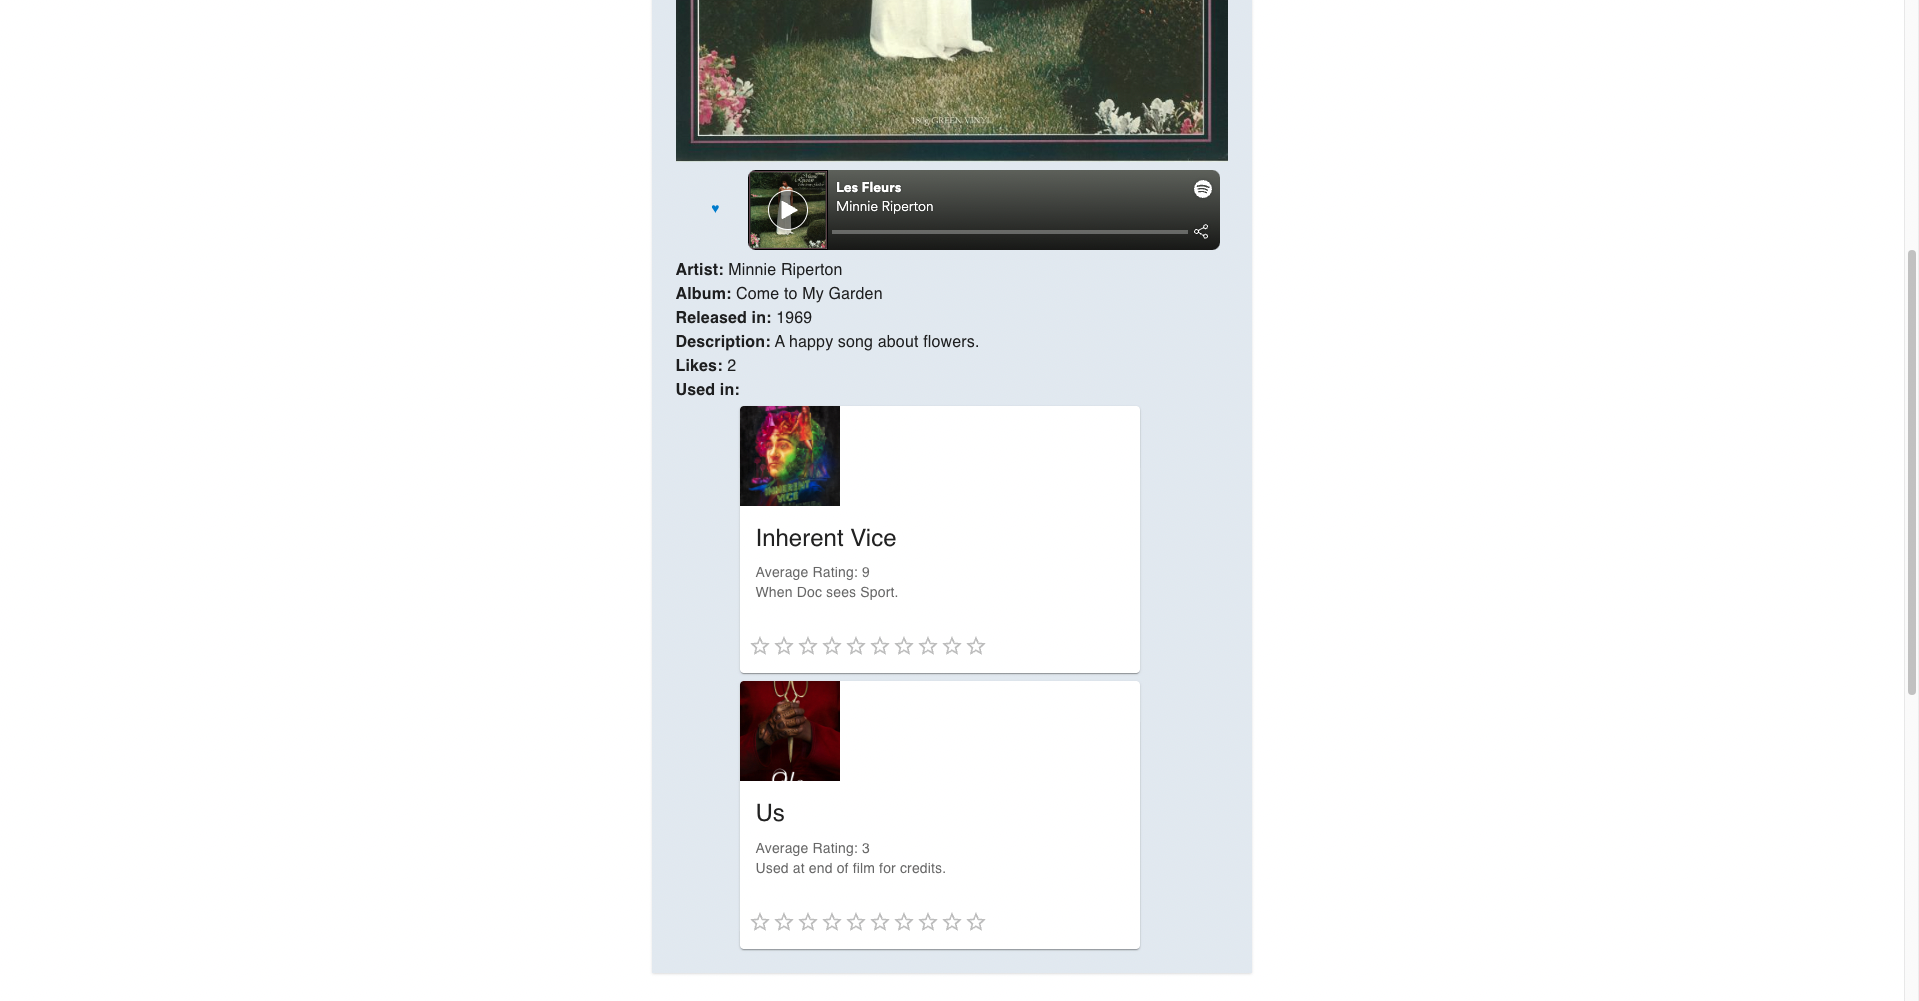 180g GREEN VINYL
Les Fleurs
Minnie Riperton
Artist: Minnie Riperton
Album: Come to My Garden
Released in: 1969
Description: A happy song about flowers.
Likes: 2
Used in:
INHERENT
VICE
Inherent Vice
Average Rating: 9
When Doc sees Sport.
Us
Average Rating: 3
Used at end of film for credits.